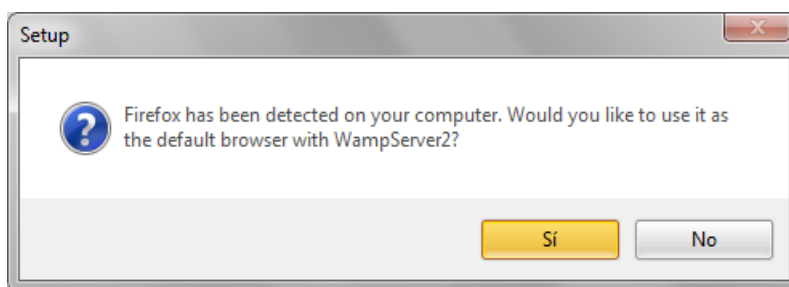 Setup
Firefox has been detected on your computer. Would you like to use it as
the default browser with WampServer2?
Sí
No